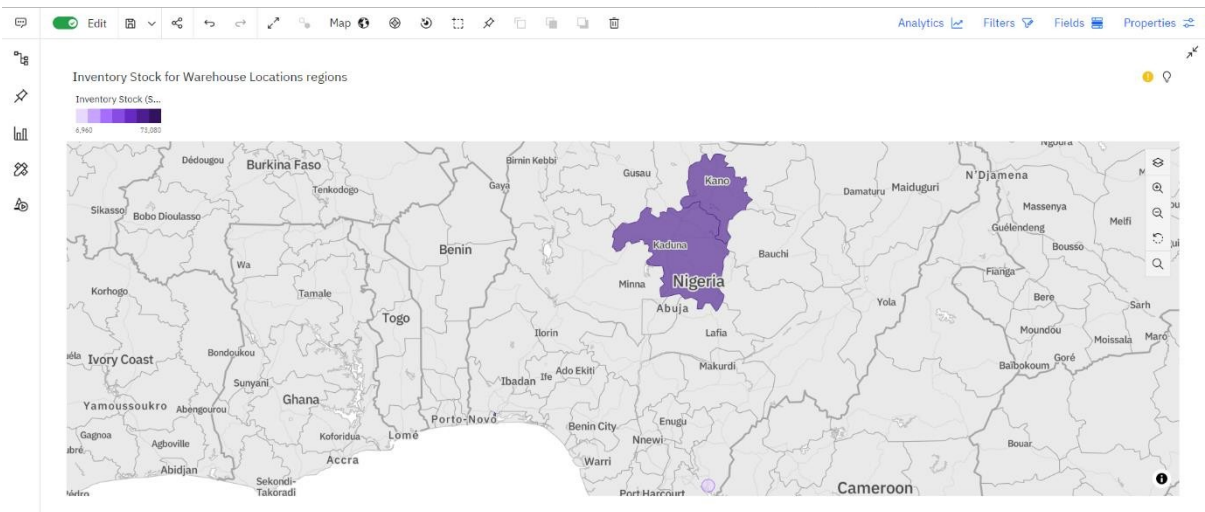 Edit
Map
Analytics
Filters
Fields
Properties
Inventory Stock for Warehouse Locations regions
Inventory Stock (S...
6,960 73,080
Dédougou
Burkina Faso
Birnin Kebbi
Gusau
Kano
N'Djamena
Tenkodogo
Gaya
Damaturu
Maiduguri
Massenya
Sikasso
Bobo Dioulasso
Guélendeng
Melfi
Benin
Kaduna
Bousso
Bauchi
Wa
Fianga
Korhogo
Tamale
Minna
Nigeria
Bere
Sarh
Abuja
Yola
Togo
Ilorin
Lafia
Moundou
Moissala
Maro
Ivory Coast
Bondoukou
Goré
Baïbokoum
Ibadan
Ife
Ado Ekiti
Makurdi
Sunyani
Ghana
Yamoussoukro
Abengourou
Porto-Novo
Benin City
Enugu
Gagnoa
Agboville
Koforidua
Lomé
Nnewi
Bouar
Accra
Warri
Abidjan
Sekondi-
Takoradi
Port Harcourt
Cameroon